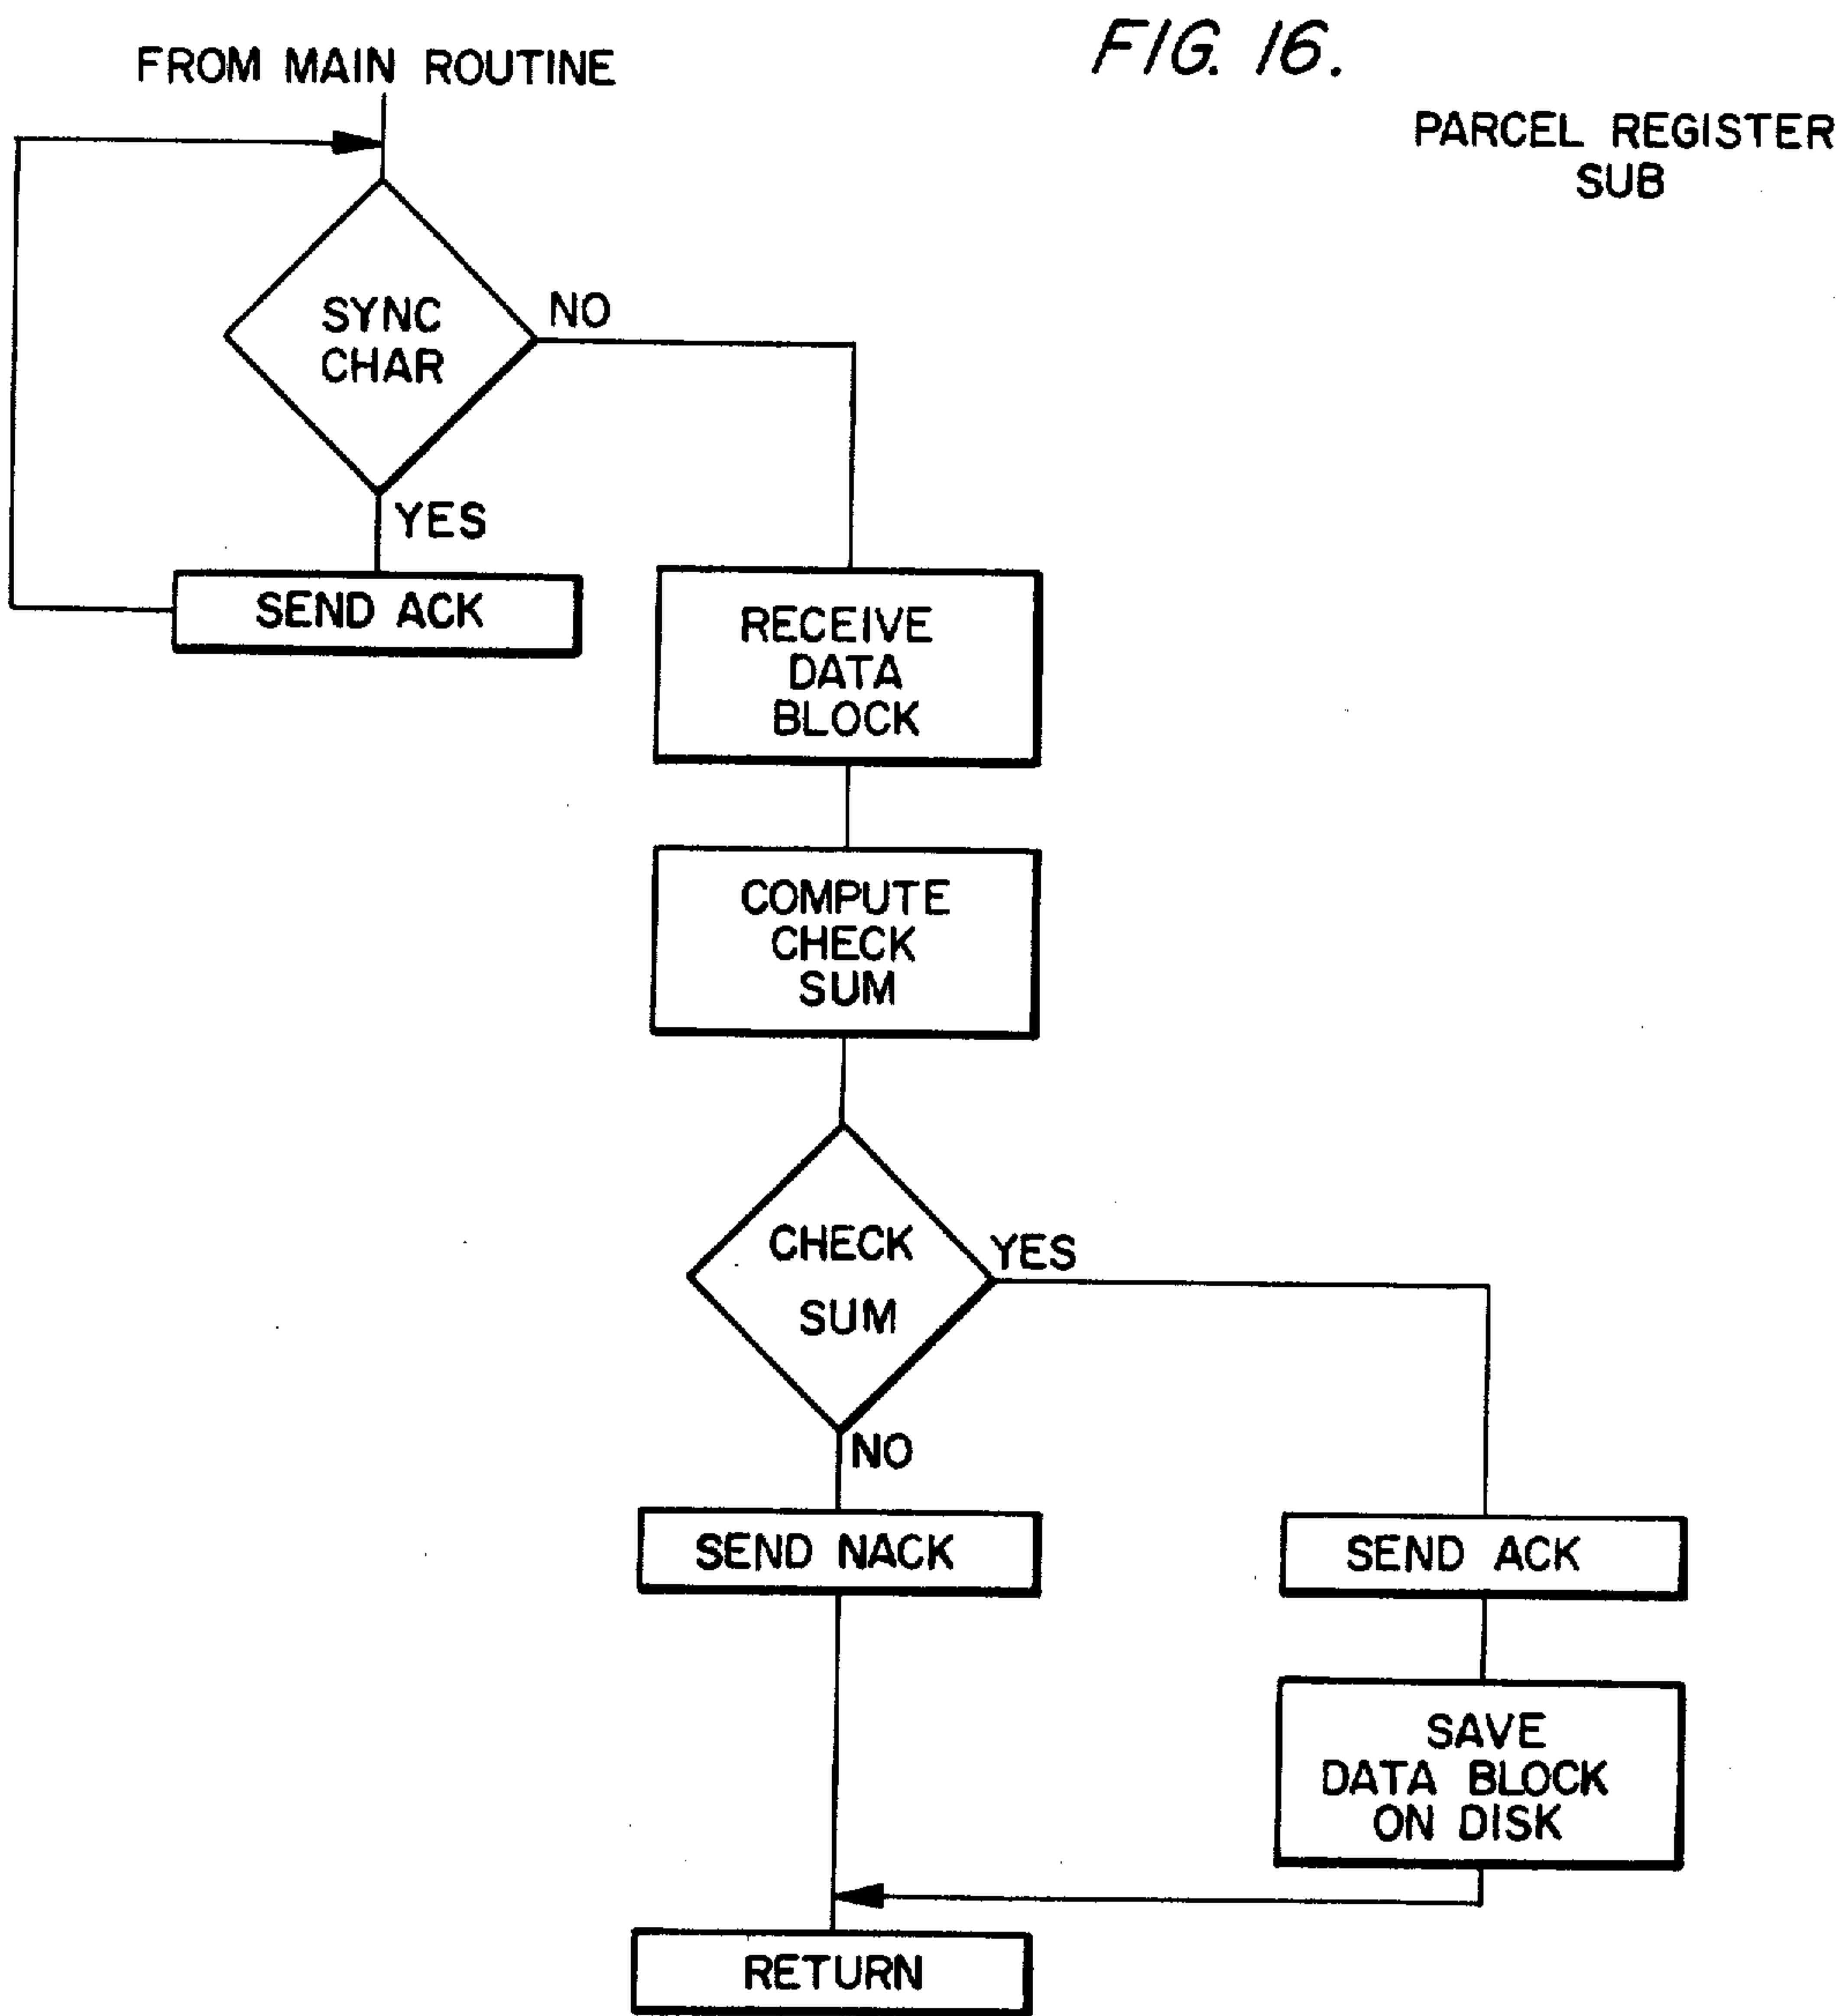 FIG. 16.
FROM MAIN ROUTINE
PARCEL REGISTER
SUB
SYNC
CHAR
NO
YES
SEND ACK
RECEIVE
DATA
BLOCK
COMPUTE
CHECK
SUM
CHECK
SUM
YES
NO
SEND NACK
SEND ACK
SAVE
DATA BLOCK
ON DISK
RETURN